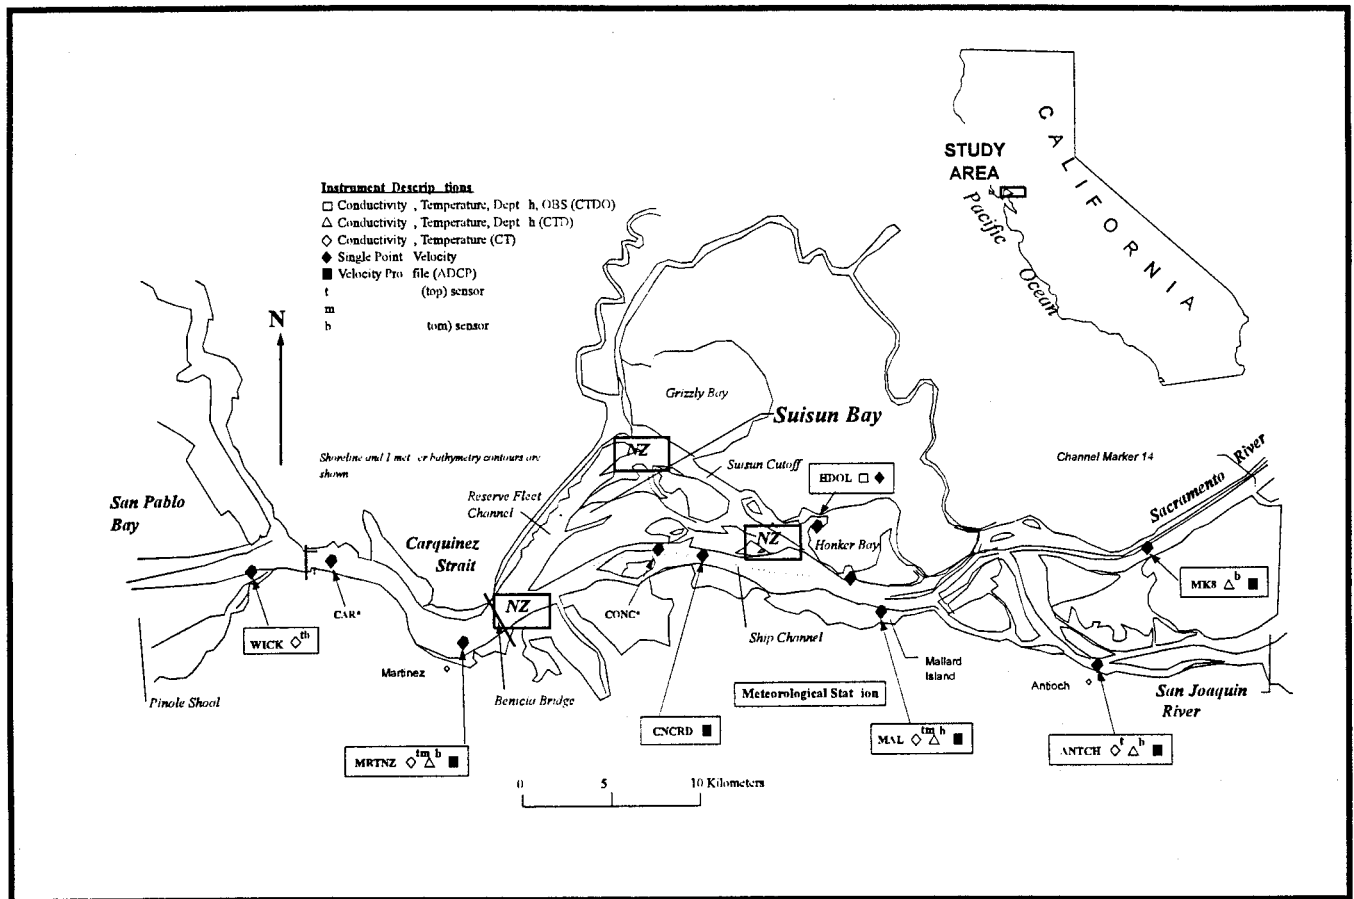 CALIFORNIA
STUDY
AREA
Pacific
Ocean
Instrument Descrip tions
Conductivity , Temperature, Dept h, OBS (CTDO)
Conductivity , Temperature, Dept h (CTD)
Conductivity , Temperature (CT)
Single Point Velocity
Velocity Pro file (ADCP)
t (top) sensor
m
b tom) sensor
N
Grizzly Bay
Suisun Bay
NZ
Shoreline and 1 met er bathymetry contours are
shown
Suisun Cutoff
Channel Marker 14
Sacramento River
HDOL
Reserve Fleet
Channel
San Pablo
Bay
Carquinez
Strait
NZ
Honker Bay
MK8 b
NZ
CAR*
CONC*
WICK tb
Ship Channel
Mallard
Island
Martinez
Antioch
San Joaquin
River
Meteorological Stat ion
Pinole Shoal
Benicia Bridge
CNCRD
MAL tm b
ANTCH t b
MRTNZ tm b
0 5 10 Kilometers